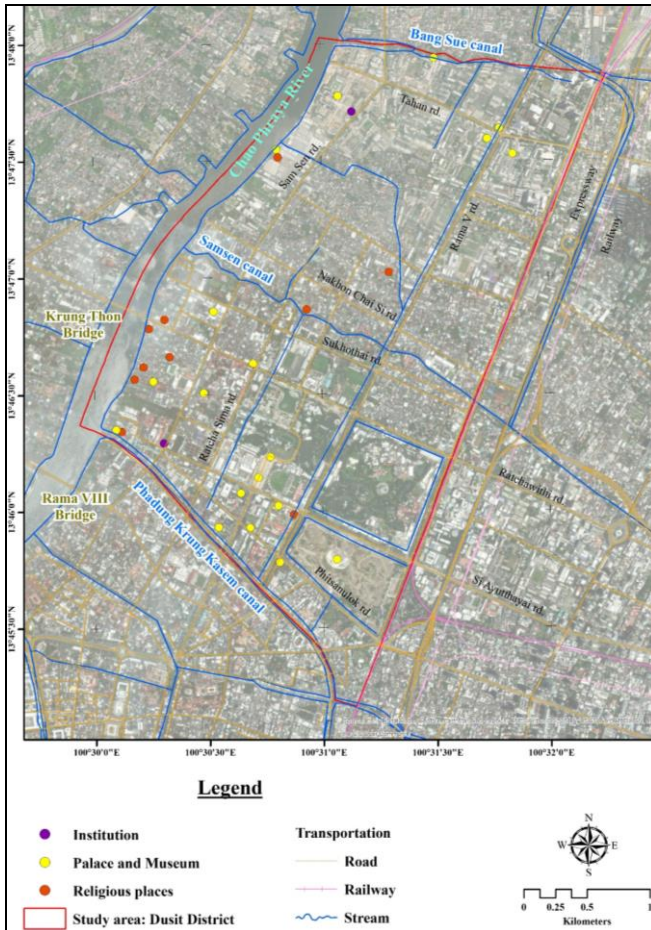 13°48'0"N
13°47'30"N
13°47'0"N
13°46'30"N
13°46'0"N
13°45'30"N
Bang Sue canal
Chao Phraya River
Tahan rd.
Sam Sen rd.
Rama V rd.
Expressway
Railway
Samsen canal
Nakhon Chai Si rd.
Krung Thon
Bridge
Sukhothai rd.
Ratcha Sima rd.
Ratchawithi rd.
Rama VIII
Bridge
Phadung Krung Kasem canal
Phitsanulok rd
Si Ayutthayai rd.
100°30'0"E
100°30'30"E
100°31'0"E
100°31'30"E
100°32'0"E
Legend
Institution
Palace and Museum
Religious places
Study area: Dusit District
Transportation
Road
Railway
Stream
N
W
E
S
0 0.25 0.5 1
Kilometers